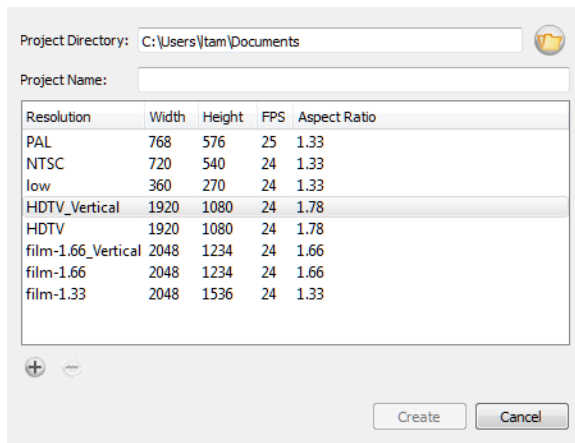 Project Directory: C:\Users\ltam\Documents
Project Name:
Resolution Width Height FPS Aspect Ratio
PAL 768 576 25 1.33
NTSC 720 540 24 1.33
low 360 270 24 1.33
HDTV_Vertical 1920 1080 24 1.78
HDTV 1920 1080 24 1.78
film-1.66_Vertical 2048 1234 24 1.66
film-1.66 2048 1234 24 1.66
film-1.33 2048 1536 24 1.33
Create Cancel